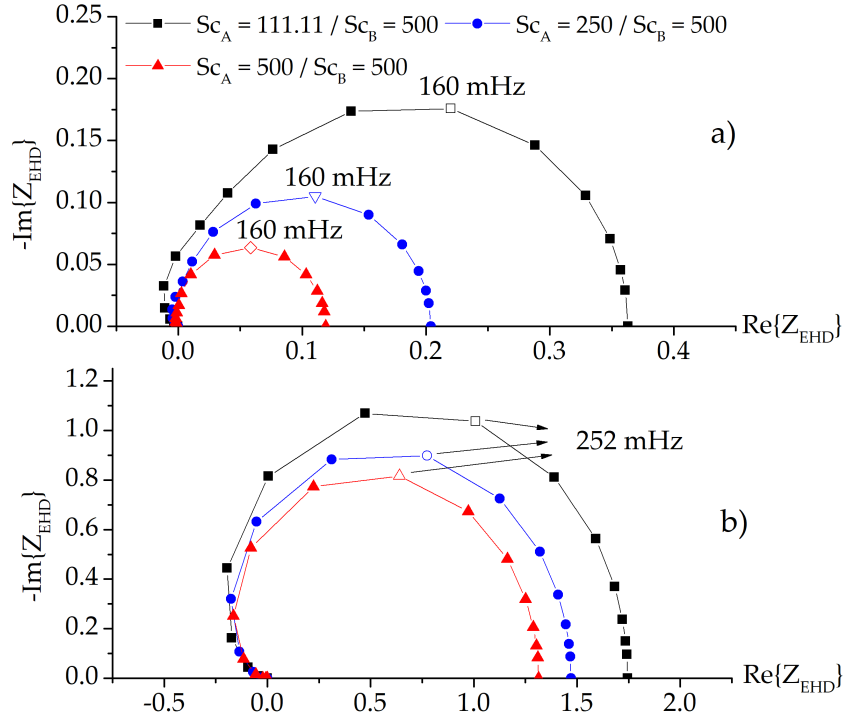 Sc_A = 111.11 / Sc_B = 500 Sc_A = 250 / Sc_B = 500
Sc_A = 500 / Sc_B = 500
0.25
0.20
0.15
0.10
0.05
0.00
-Im{Z_EHD}
160 mHz
160 mHz
160 mHz
a)
0.0 0.1 0.2 0.3 0.4 Re{Z_EHD}
1.0
0.8
0.6
0.4
0.2
0.0
-Im{Z_EHD}
252 mHz
b)
-0.5 0.0 0.5 1.0 1.5 2.0 Re{Z_EHD}